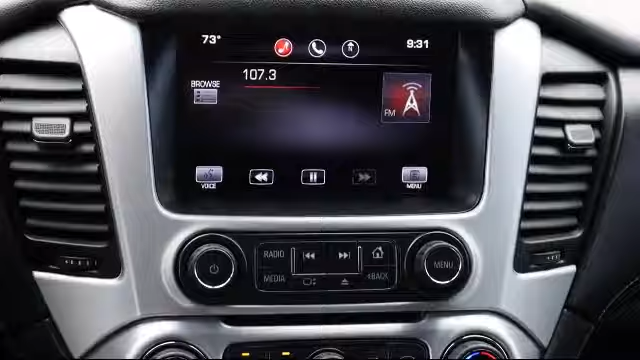 73° 9:31
107.3
BROWSE
FM
VOICE MENU
RADIO
MEDIA BACK
MENU